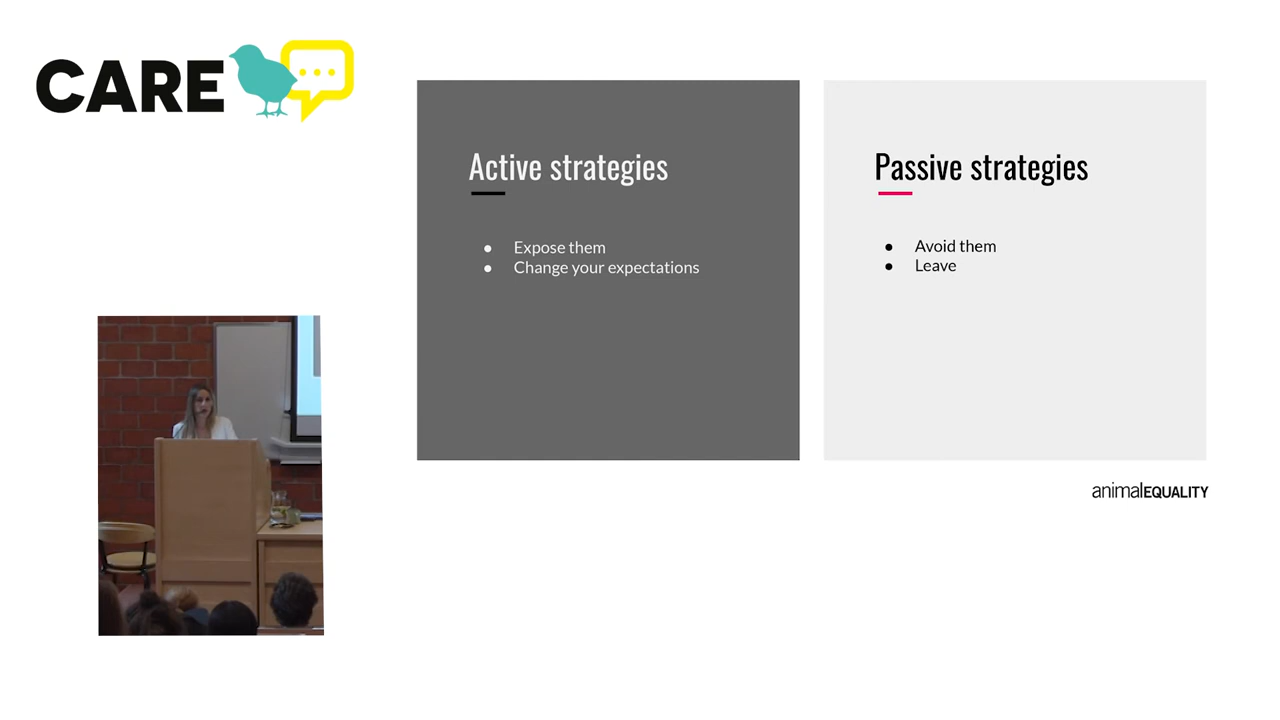 CARE
Active strategies
● Expose them
● Change your expectations
Passive strategies
● Avoid them
● Leave
animalEQUALITY